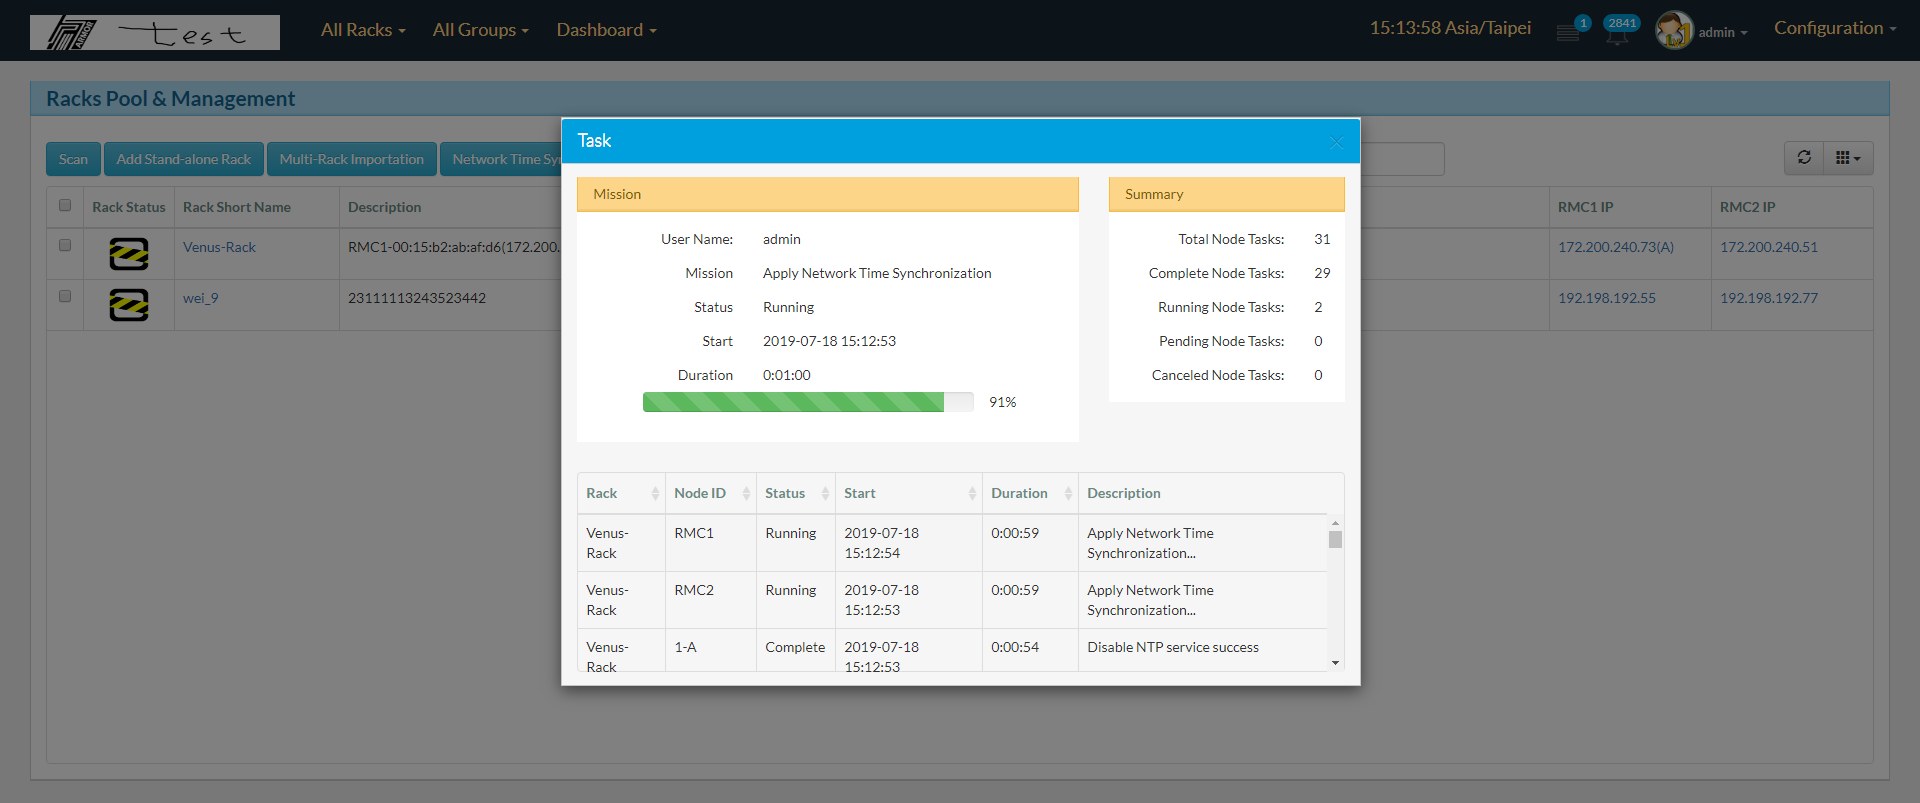 ARMOR test All Racks All Groups Dashboard 15:13:58 Asia/Taipei 1 2841 admin Configuration
Racks Pool & Management
Scan Add Stand-alone Rack Multi-Rack Importation Network Time Sy
Rack Status Rack Short Name Description RMC1 IP RMC2 IP
Venus-Rack RMC1-00:15:b2:ab:af:d6(172.200. 172.200.240.73(A) 172.200.240.51
wei_9 23111113243523442 192.198.192.55 192.198.192.77
Task
Mission
User Name: admin
Mission Apply Network Time Synchronization
Status Running
Start 2019-07-18 15:12:53
Duration 0:01:00
91%
Summary
Total Node Tasks: 31
Complete Node Tasks: 29
Running Node Tasks: 2
Pending Node Tasks: 0
Canceled Node Tasks: 0
Rack Node ID Status Start Duration Description
Venus- RMC1 Running 2019-07-18 0:00:59 Apply Network Time
Rack 15:12:54 Synchronization...
Venus- RMC2 Running 2019-07-18 0:00:59 Apply Network Time
Rack 15:12:53 Synchronization...
Venus- 1-A Complete 2019-07-18 0:00:54 Disable NTP service success
Rack 15:12:53